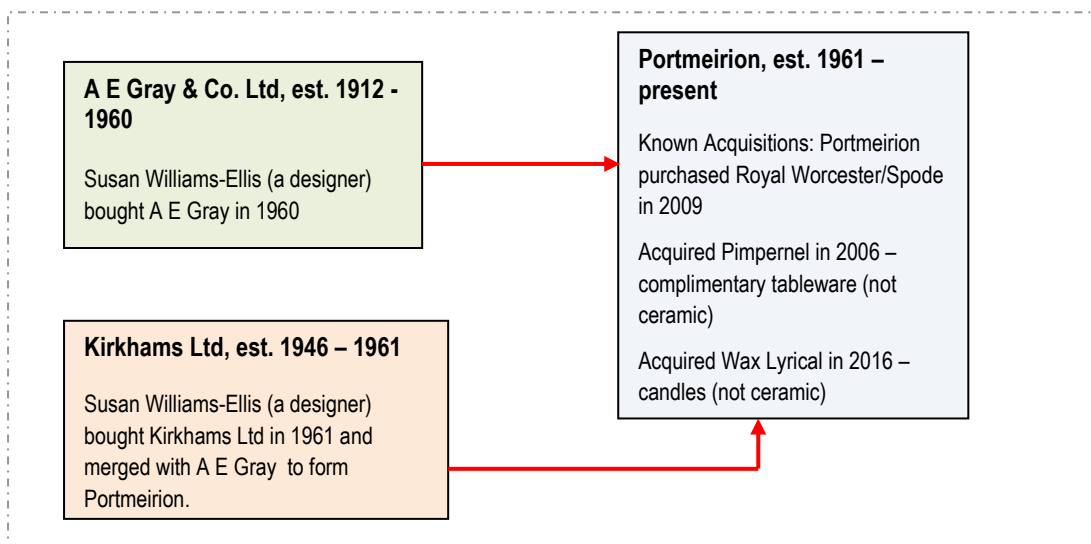 A E Gray & Co. Ltd, est. 1912 -
1960
Susan Williams-Ellis (a designer)
bought A E Gray in 1960
Kirkhams Ltd, est. 1946 – 1961
Susan Williams-Ellis (a designer)
bought Kirkhams Ltd in 1961 and
merged with A E Gray  to form
Portmeirion.
Portmeirion, est. 1961 –
present
Known Acquisitions: Portmeirion
purchased Royal Worcester/Spode
in 2009
Acquired Pimpernel in 2006 –
complimentary tableware (not
ceramic)
Acquired Wax Lyrical in 2016 –
candles (not ceramic)